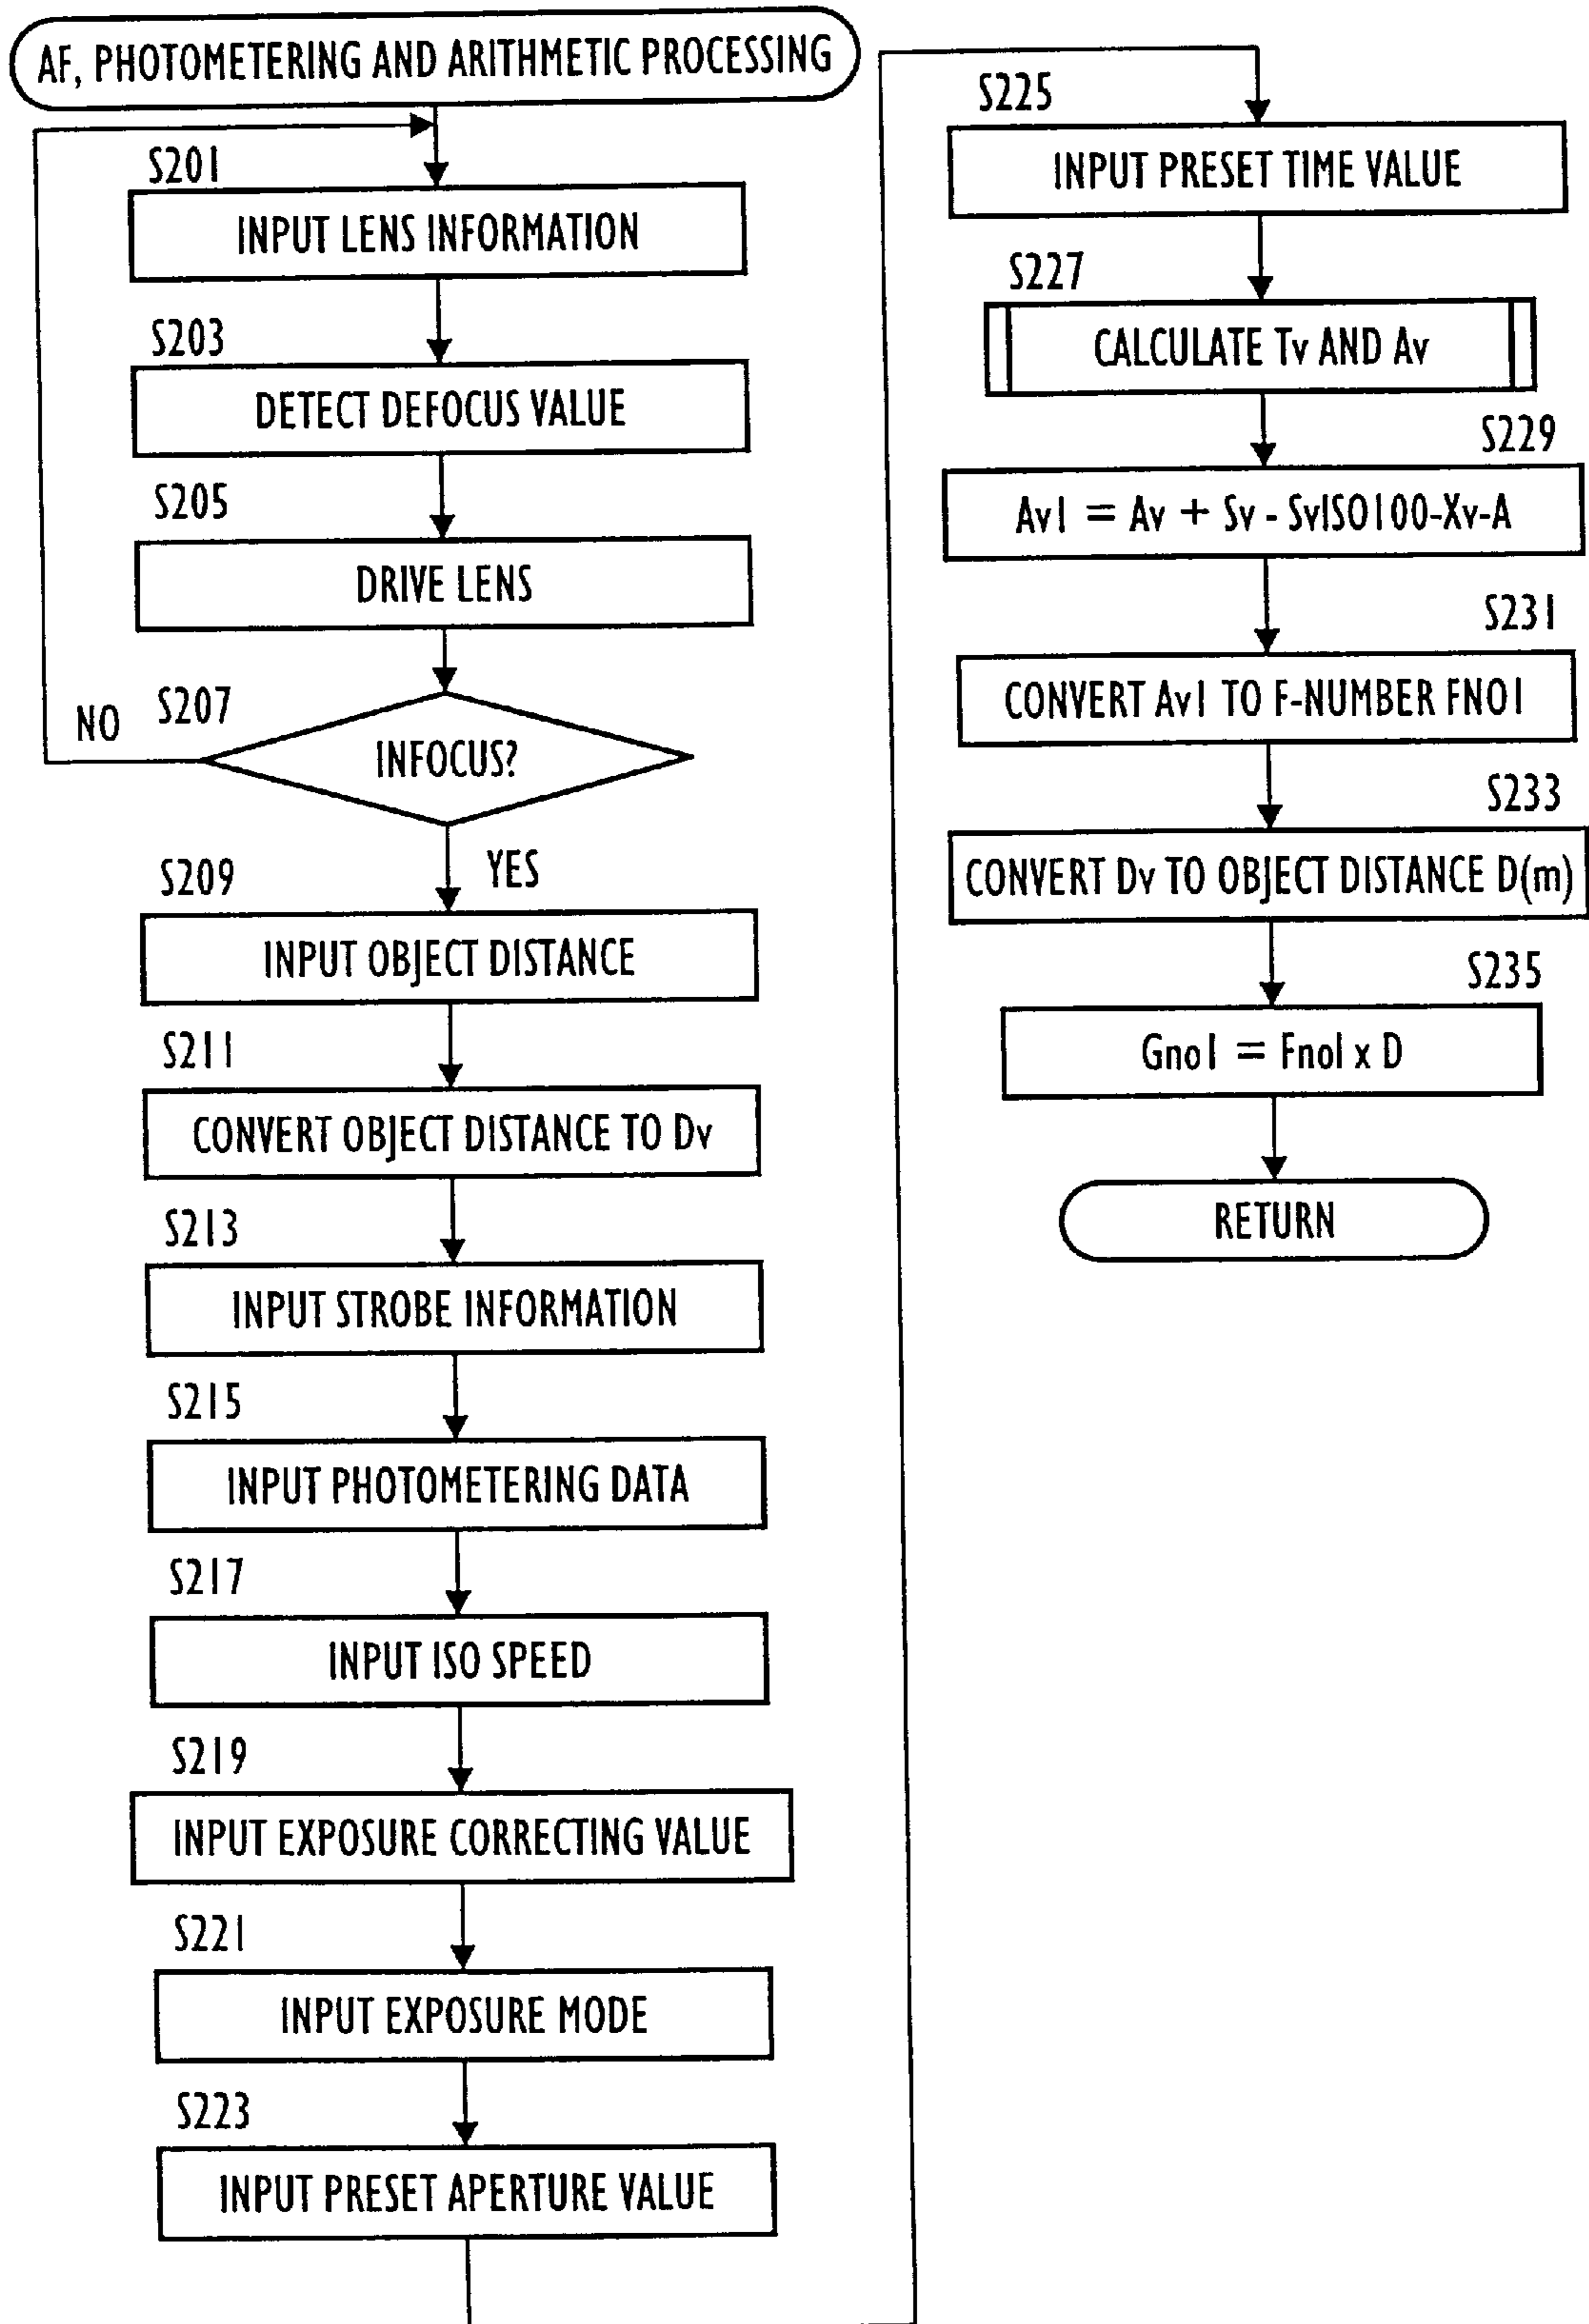 AF, PHOTOMETERING AND ARITHMETIC PROCESSING
S201
INPUT LENS INFORMATION
S203
DETECT DEFOCUS VALUE
S205
DRIVE LENS
NO
S207
INFOCUS?
YES
S209
INPUT OBJECT DISTANCE
S211
CONVERT OBJECT DISTANCE TO Dv
S213
INPUT STROBE INFORMATION
S215
INPUT PHOTOMETERING DATA
S217
INPUT ISO SPEED
S219
INPUT EXPOSURE CORRECTING VALUE
S221
INPUT EXPOSURE MODE
S223
INPUT PRESET APERTURE VALUE
S225
INPUT PRESET TIME VALUE
S227
CALCULATE Tv AND Av
S229
Av1 = Av + Sv - SvISO100-Xv-A
S231
CONVERT Av1 TO F-NUMBER FNO1
S233
CONVERT Dv TO OBJECT DISTANCE D(m)
S235
Gno1 = Fno1 x D
RETURN